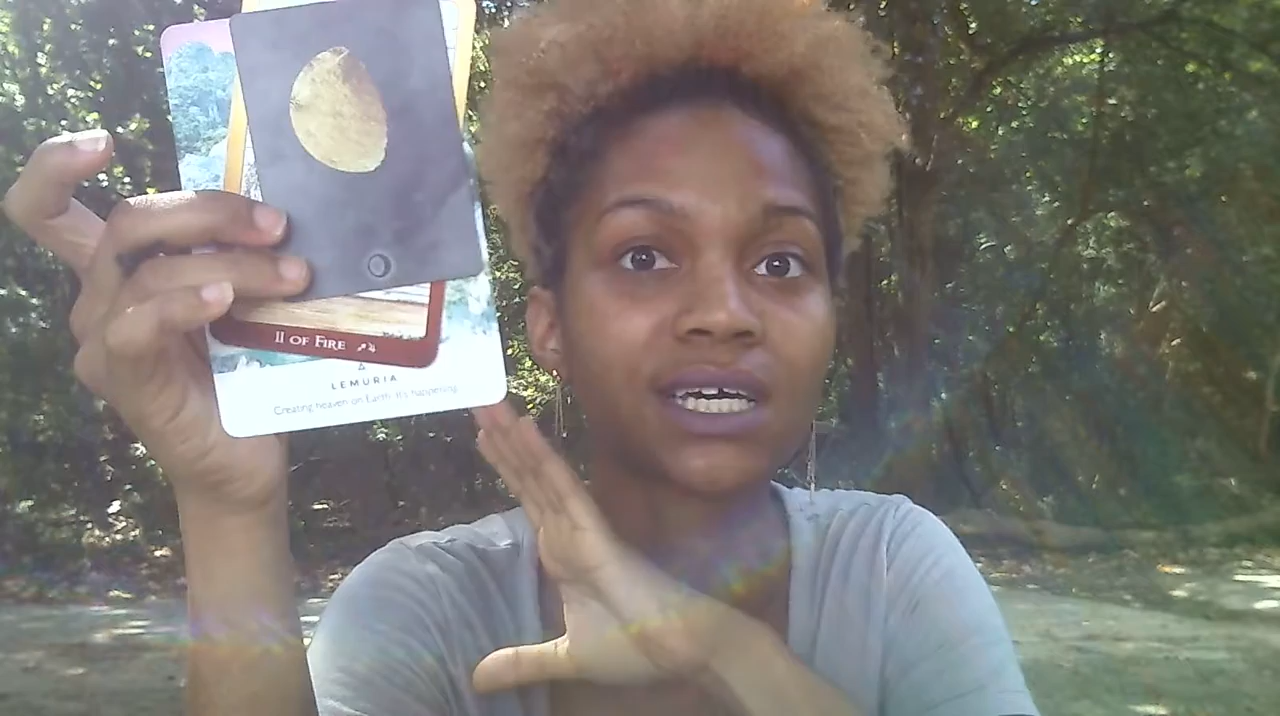 II OF FIRE ♐♃
LEMURIA
Creating heaven on Earth. It's happening.